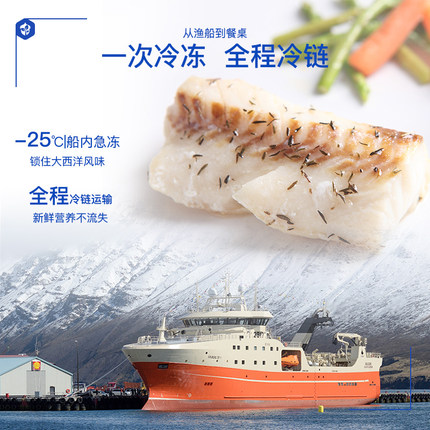 从渔船到餐桌
一次冷冻 全程冷链
-25℃|船内急冻
锁住大西洋风味
全程冷链运输
新鲜营养不流失